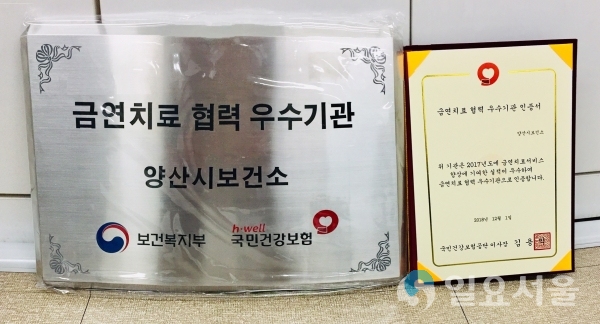 금연치료 협력 우수기관
양산시보건소
보건복지부
h·well
국민건강보험
금연치료 협력 우수기관 인증서
양산시보건소
위 기관은 2017년도에 금연치료서비스
향상에 기여한 실적이 우수하여
금연치료 협력 우수기관으로 인증합니다.
2018년 12월 1일
국민건강보험공단 이사장 김 용
일요서울